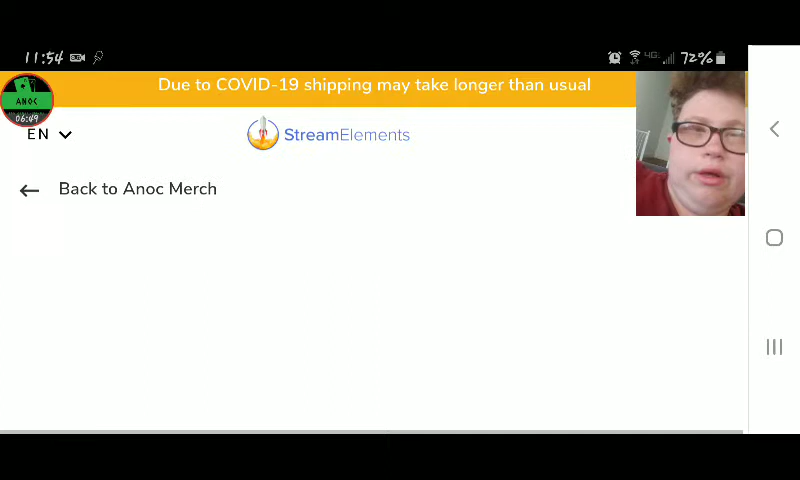 11:54
4G
72%
Due to COVID-19 shipping may take longer than usual
ANOC
06:49
EN
StreamElements
Back to Anoc Merch